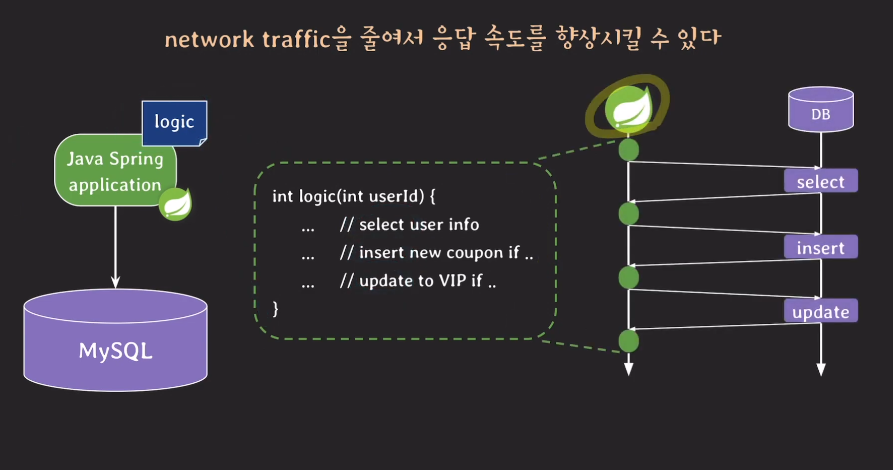 network traffic을 줄여서 응답 속도를 향상시킬 수 있다
logic
Java Spring
application
MySQL
int logic(int userId) {
... // select user info
... // insert new coupon if ..
... // update to VIP if ..
}
DB
select
insert
update